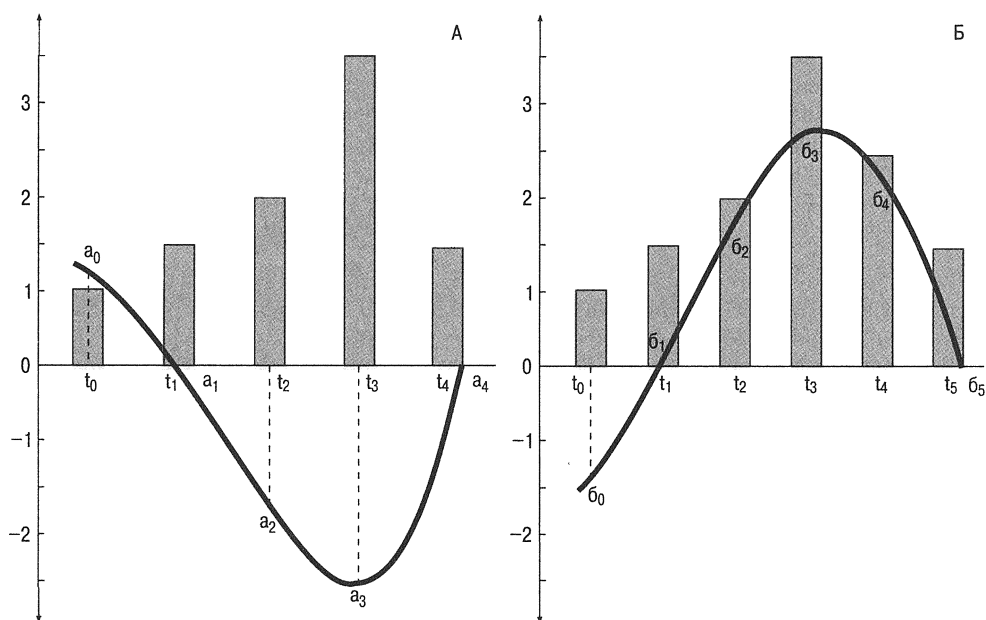 А
3
2
1
0
−1
−2
a₀
t₀
t₁
a₁
t₂
t₃
t₄
a₄
a₂
a₃
Б
3
2
1
0
−1
−2
б₃
б₄
б₂
б₁
t₀
t₁
t₂
t₃
t₄
t₅
б₅
б₀